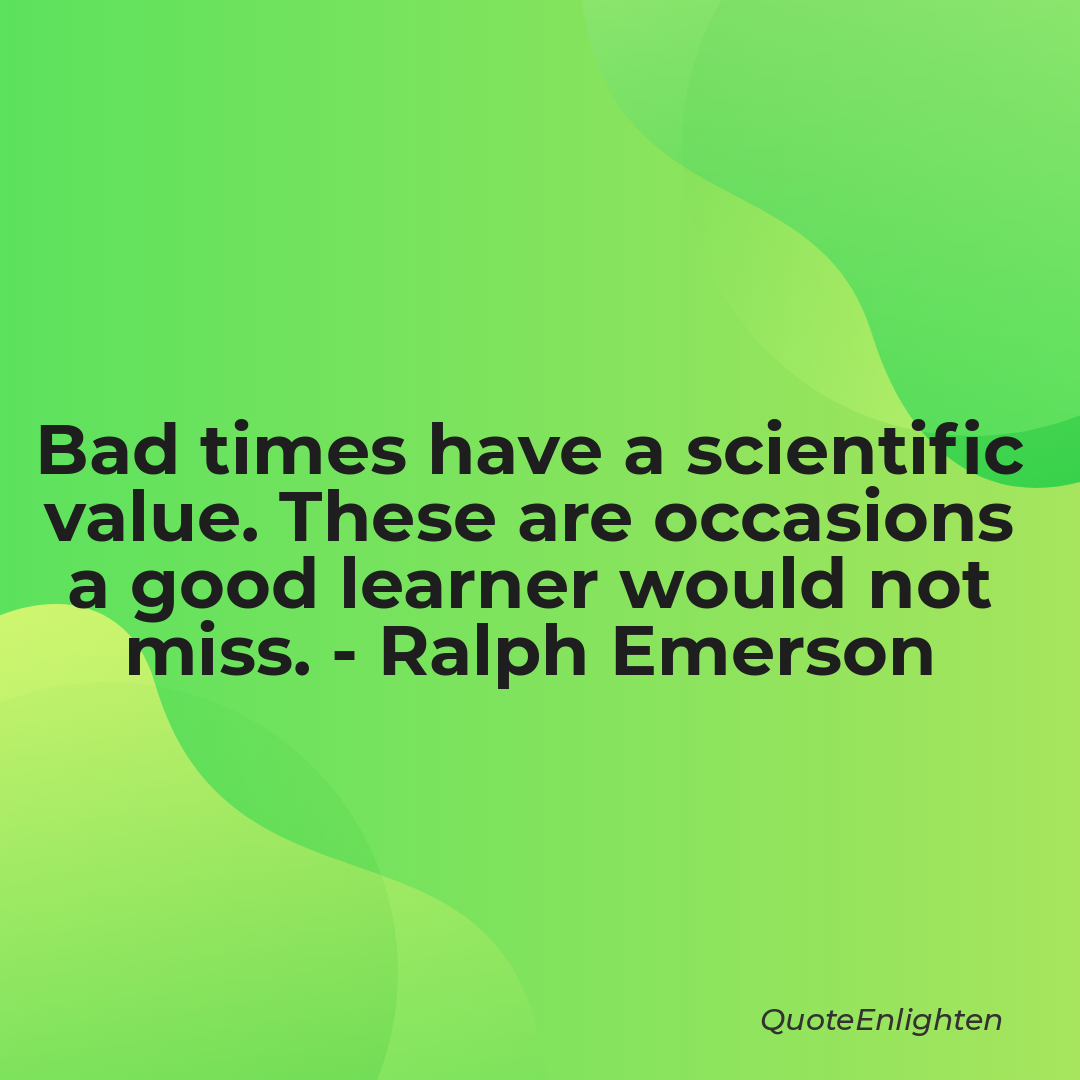 Bad times have a scientific
value. These are occasions
a good learner would not
miss. - Ralph Emerson
QuoteEnlighten